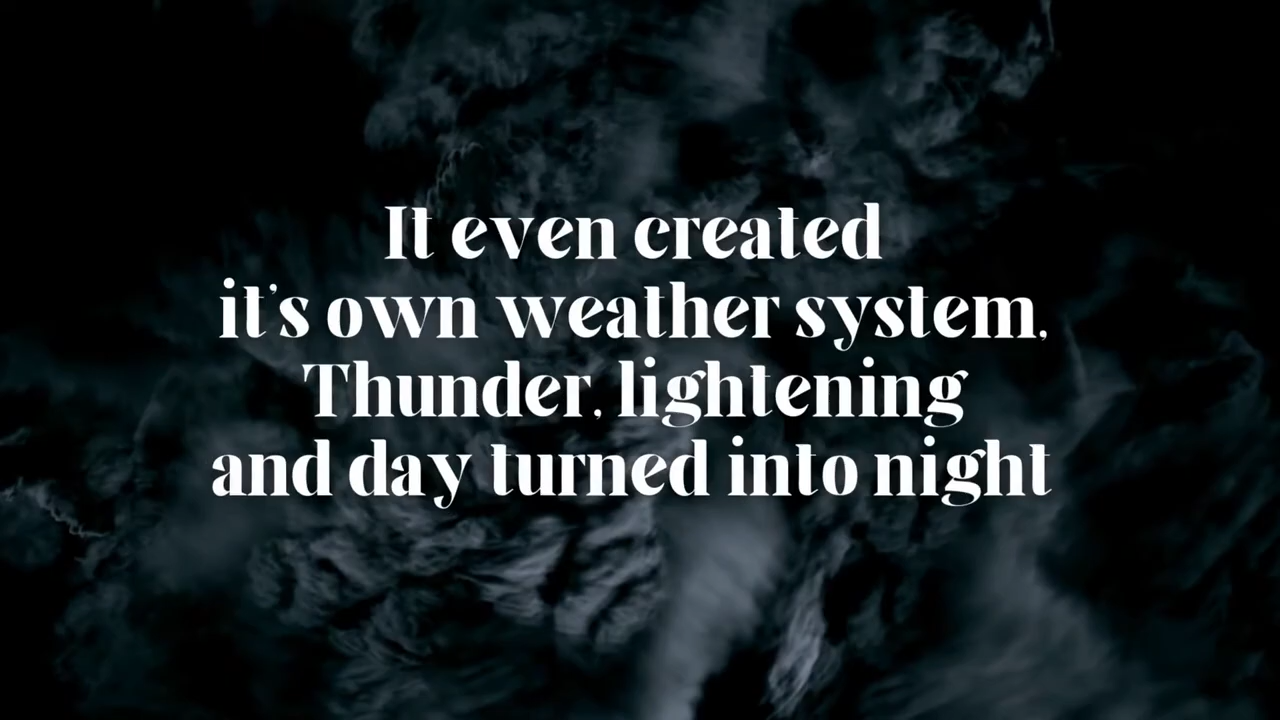 It even created
it's own weather system,
Thunder, lightening
and day turned into night